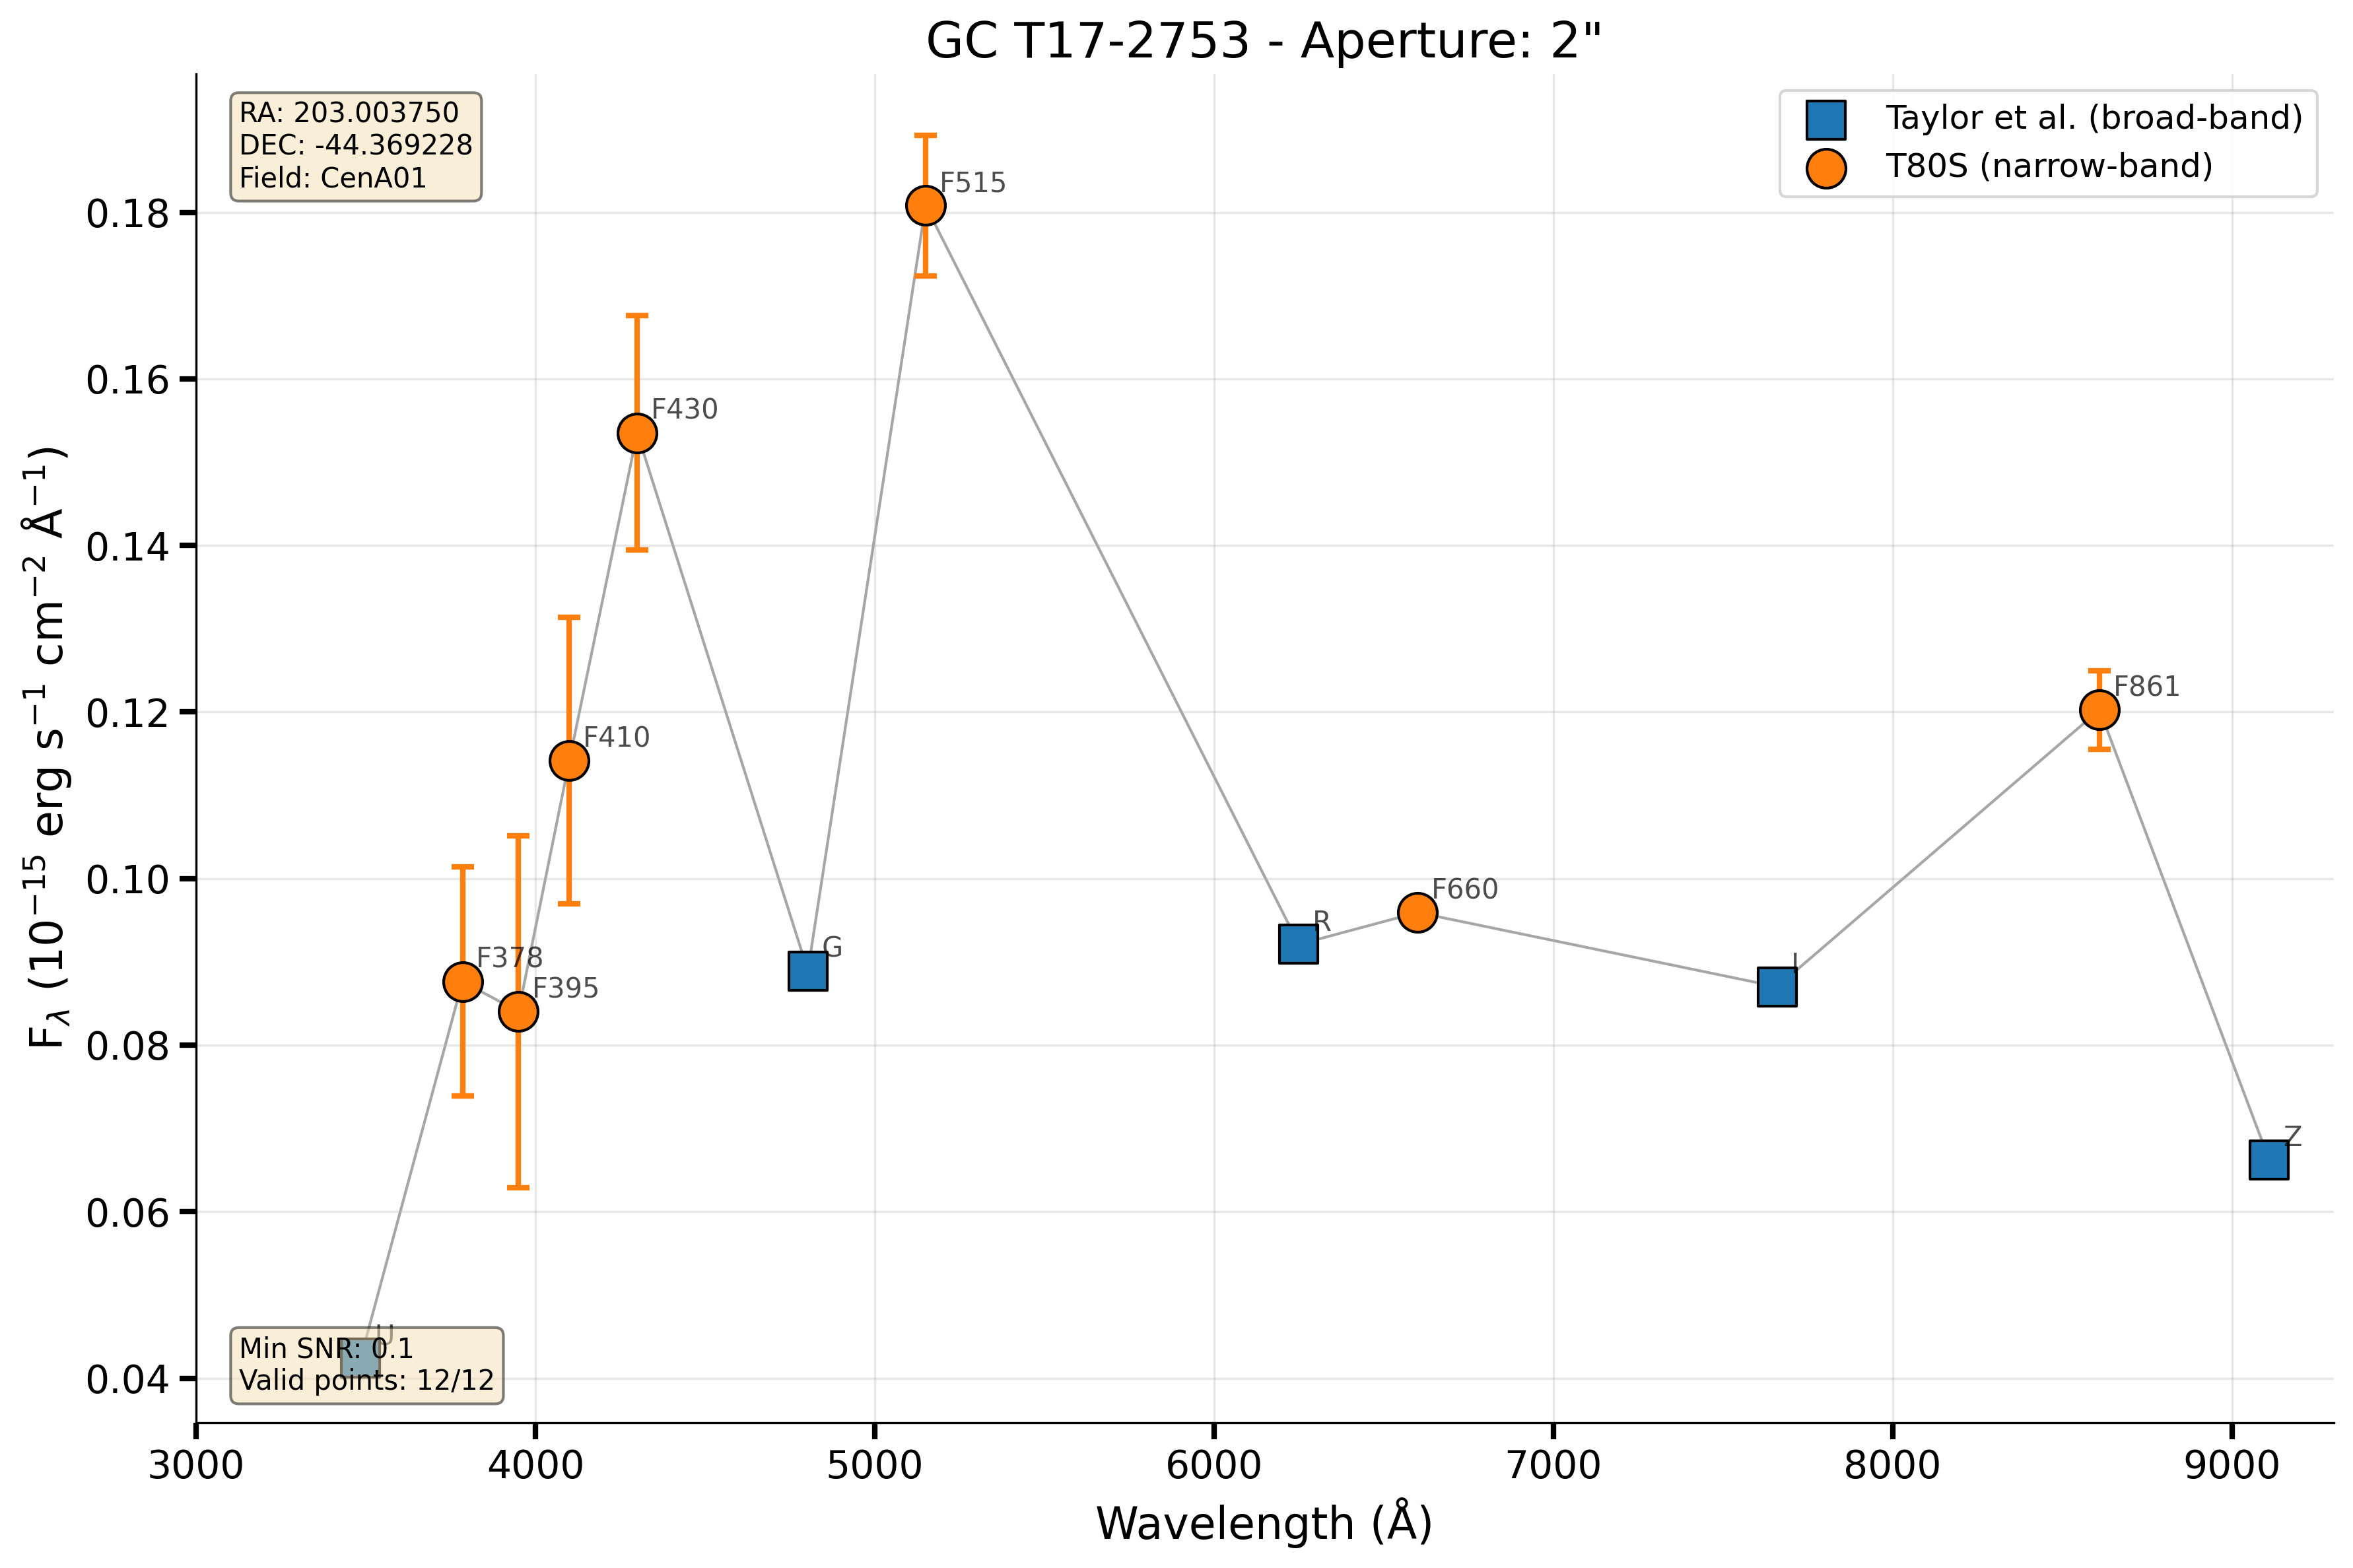 GC T17-2753 - Aperture: 2"
RA: 203.003750
DEC: -44.369228
Field: CenA01
Taylor et al. (broad-band)
T80S (narrow-band)
F515
F430
F410
F378
F395
G
R
F660
I
F861
Z
U
Min SNR: 0.1
Valid points: 12/12
0.18
0.16
0.14
0.12
0.10
0.08
0.06
0.04
F_λ (10⁻¹⁵ erg s⁻¹ cm⁻² Å⁻¹)
3000 4000 5000 6000 7000 8000 9000
Wavelength (Å)